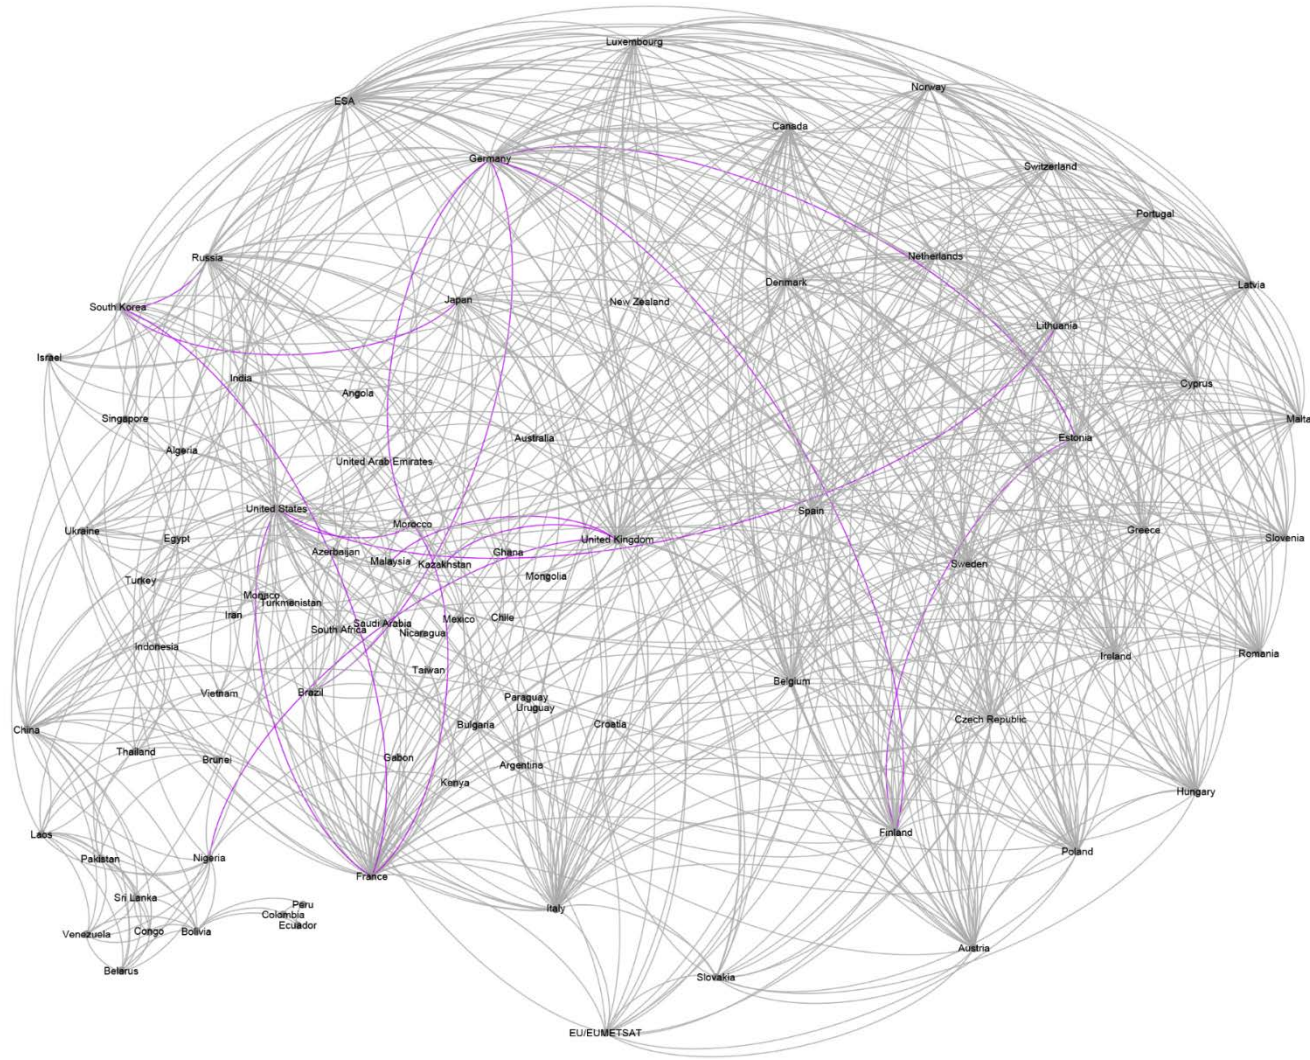 Luxembourg
Norway
ESA
Canada
Germany
Switzerland
Portugal
Russia
Netherlands
Denmark
Latvia
Japan
New Zealand
South Korea
Lithuania
Israel
India
Cyprus
Angola
Singapore
Malta
Australia
Estonia
Algeria
United Arab Emirates
United States
Spain
Morocco
Ukraine
Greece
Egypt
United Kingdom
Slovenia
Azerbaijan
Ghana
Malaysia
Kazakhstan
Sweden
Mongolia
Turkey
Monaco
Turkmenistan
Iran
Mexico
Chile
Saudi Arabia
South Africa
Nicaragua
Indonesia
Romania
Ireland
Taiwan
Belgium
Vietnam
Brazil
Paraguay
Uruguay
Czech Republic
Bulgaria
Croatia
China
Thailand
Brunei
Gabon
Argentina
Kenya
Hungary
Finland
Laos
Poland
Pakistan
Nigeria
France
Sri Lanka
Peru
Italy
Colombia
Ecuador
Venezuela
Congo
Bolivia
Austria
Belarus
Slovakia
EU/EUMETSAT